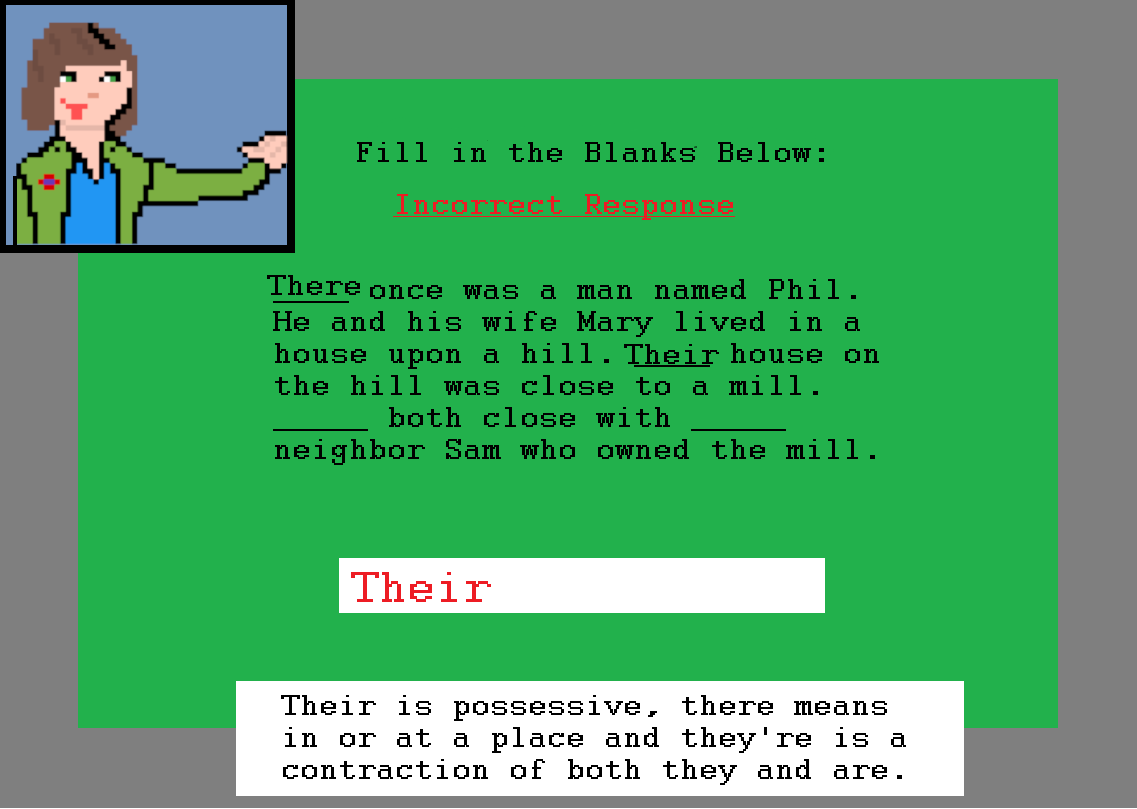 Fill in the Blanks Below:
Incorrect Response
There once was a man named Phil.
He and his wife Mary lived in a
house upon a hill. Their house on
the hill was close to a mill.
_____ both close with _____
neighbor Sam who owned the mill.
Their
Their is possessive, there means
in or at a place and they're is a
contraction of both they and are.